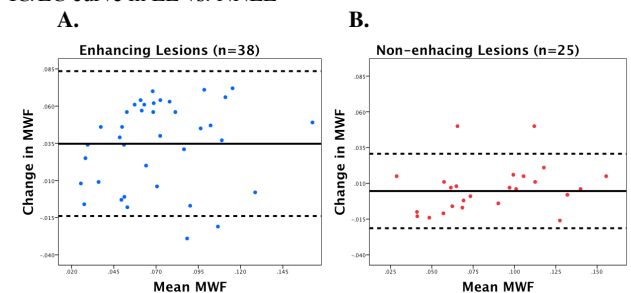 A. B.
Enhancing Lesions (n=38) Non-enhacing Lesions (n=25)
Change in MWF
.085
.060
.035
.010
-.015
-.040
.020 .045 .070 .095 .120 .145
Mean MWF
Change in MWF
.085
.060
.035
.010
-.015
-.040
.025 .050 .075 .100 .125 .150
Mean MWF